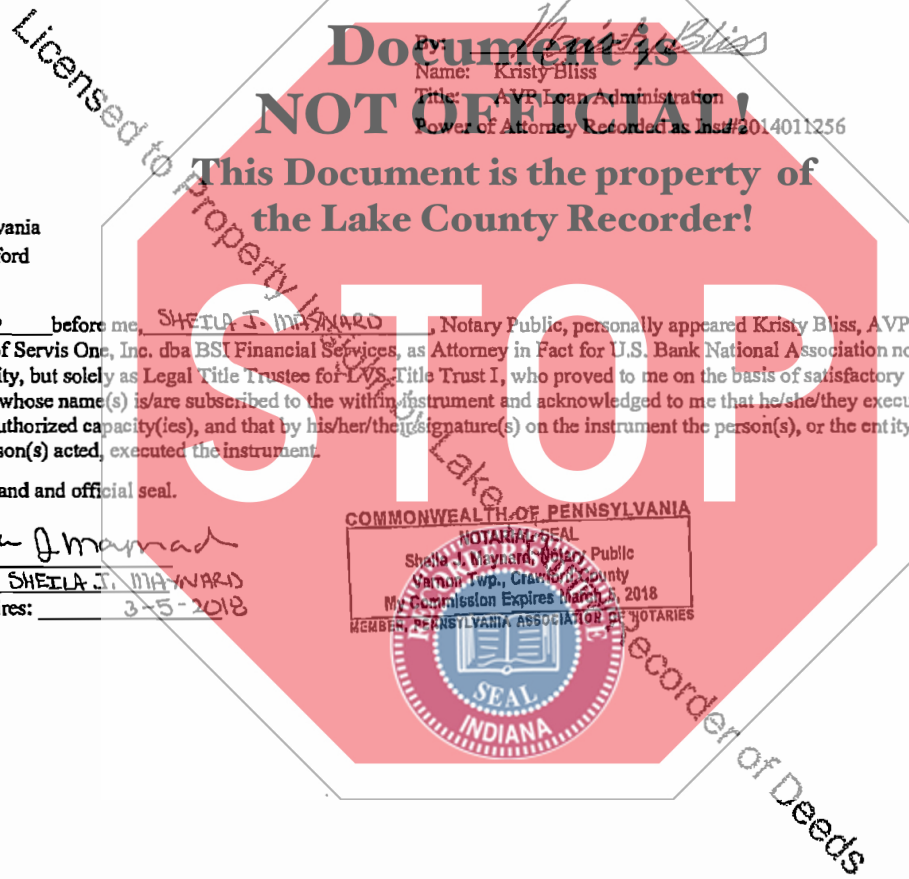 Document is
By: Kristy Bliss
Name: Kristy Bliss
NOT OFFICIAL!
Title: AVP Loan Administration
Power of Attorney Recorded as Inst#2014011256
This Document is the property of
the Lake County Recorder!
vania
ford
STOP
before me, SHEILA J. MAYNARD, Notary Public, personally appeared Kristy Bliss, AVP
of Servis One, Inc. dba BSI Financial Services, as Attorney in Fact for U.S. Bank National Association no
ity, but solely as Legal Title Trustee for LVS Title Trust I, who proved to me on the basis of satisfactory
whose name(s) is/are subscribed to the within instrument and acknowledged to me that he/she/they execu
uthorized capacity(ies), and that by his/her/their signature(s) on the instrument the person(s), or the entity
son(s) acted, executed the instrument.
and and official seal.
J. Maynard
SHEILA J. MAYNARD
res: 3-5-2018
COMMONWEALTH OF PENNSYLVANIA
NOTARIAL SEAL
Sheila J. Maynard, Notary Public
Vernon Twp., Crawford County
My Commission Expires March 5, 2018
MEMBER, PENNSYLVANIA ASSOCIATION OF NOTARIES
SEAL
INDIANA
Licensed to Property Insight for Lake Recorder of Deeds